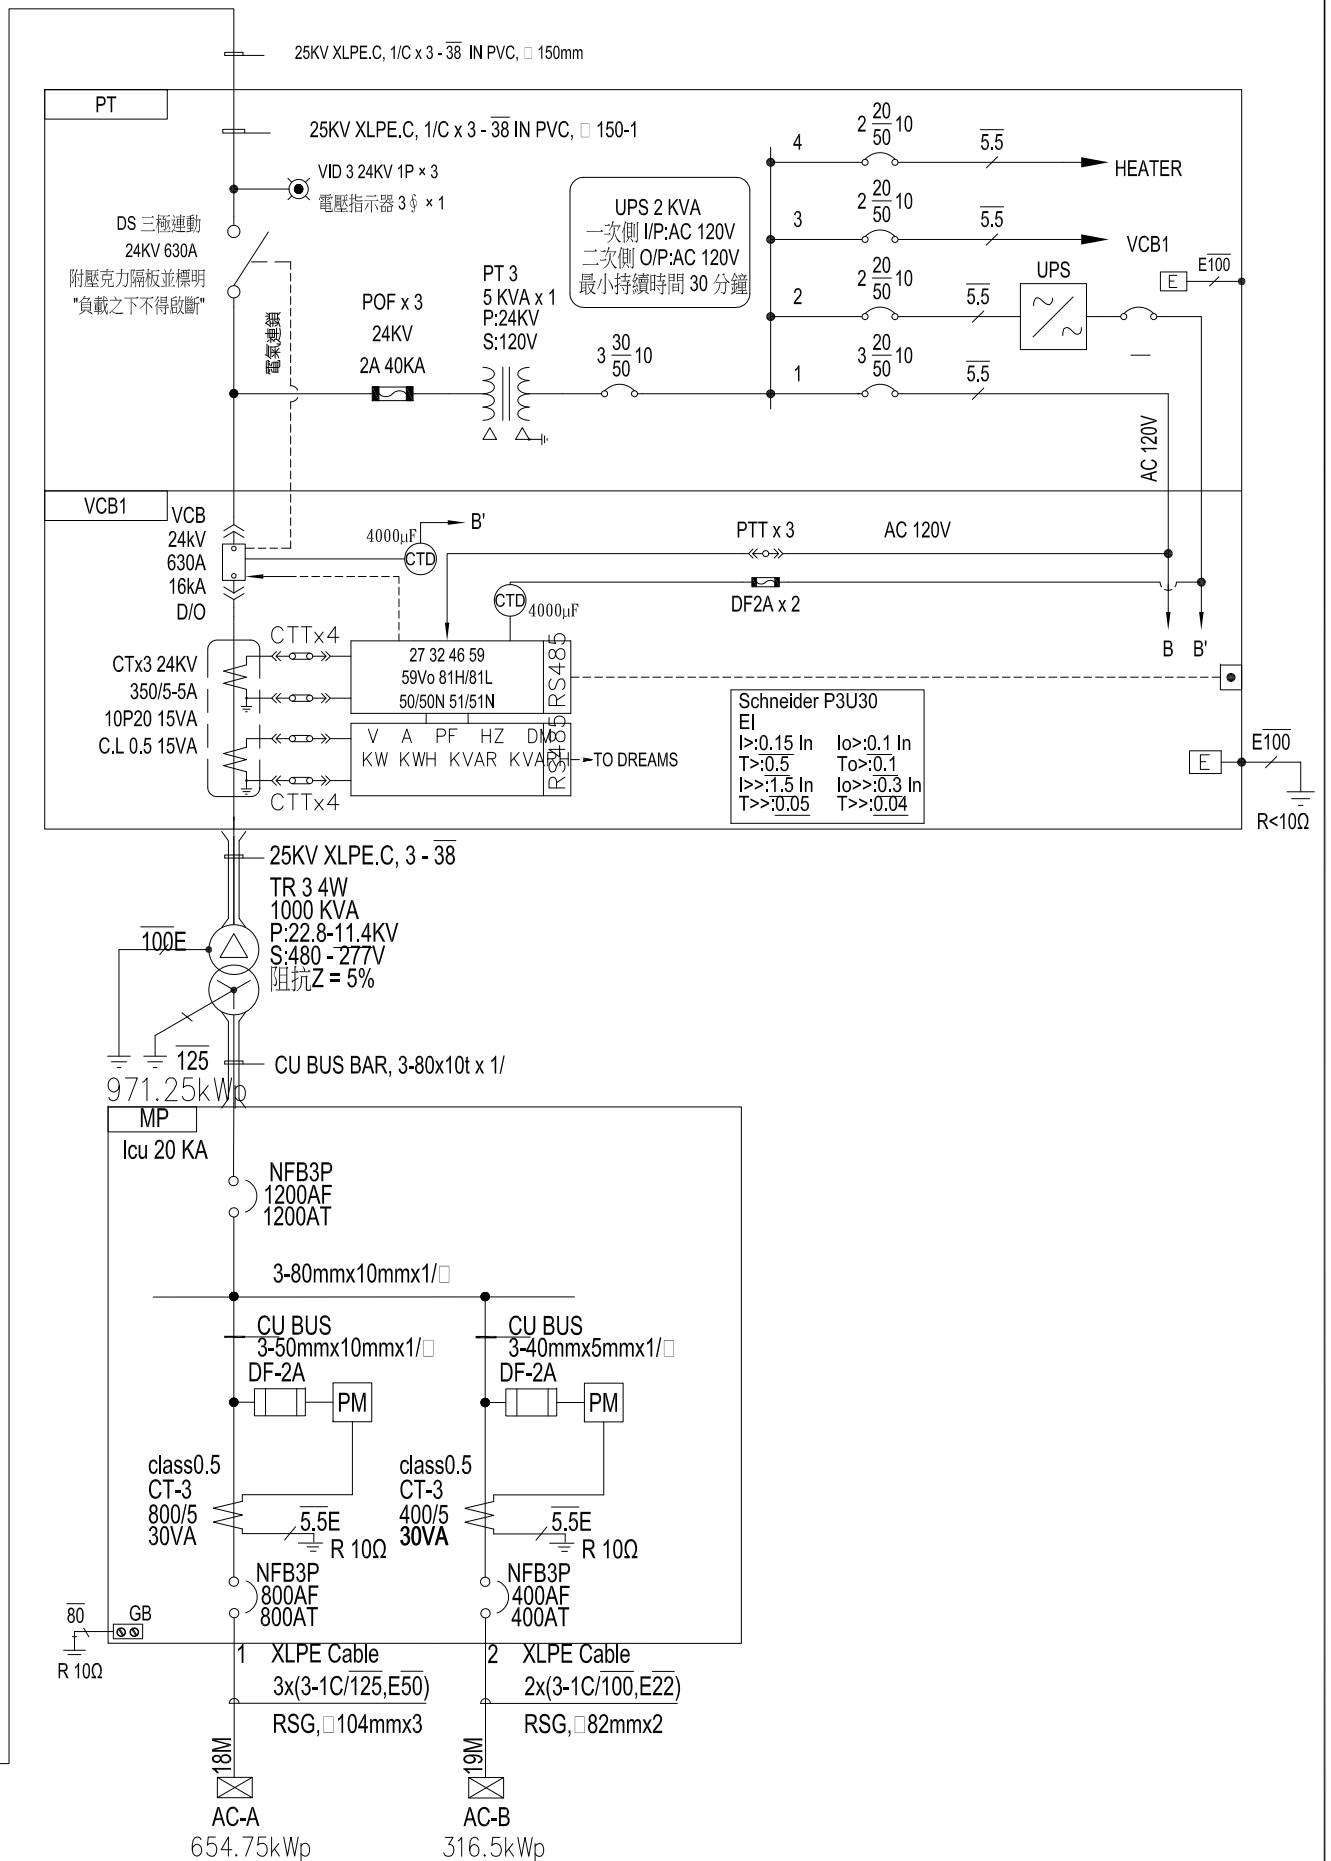 25KV XLPE.C, 1/C x 3 - 38 IN PVC, □ 150mm
PT
25KV XLPE.C, 1/C x 3 - 38 IN PVC, □ 150-1
VID 3 24KV 1P × 3
電壓指示器 3∮ × 1
DS 三極連動
24KV 630A
附壓克力隔板並標明
"負載之下不得啟斷"
電氣連鎖
POF x 3
24KV
2A 40KA
PT 3
5 KVA x 1
P:24KV
S:120V
UPS 2 KVA
一次側 I/P:AC 120V
二次側 O/P:AC 120V
最小持續時間 30 分鐘
3 30/50 10
4
2 20/50 10
5.5
HEATER
3
2 20/50 10
5.5
VCB1
2
2 20/50 10
5.5
UPS
1
3 20/50 10
5.5
E
E100
AC 120V
VCB1
VCB
24kV
630A
16kA
D/O
4000μF
CTD
B'
PTT x 3
AC 120V
CTD
4000μF
DF2A x 2
B
B'
CTTx4
CTx3 24KV
350/5-5A
10P20 15VA
C.L 0.5 15VA
27 32 46 59
59Vo 81H/81L
50/50N 51/51N
RS485
V A PF HZ DM
KW KWH KVAR KVARH
RS485
TO DREAMS
CTTx4
Schneider P3U30
EI
I>:0.15 In Io>:0.1 In
T>:0.5 To>:0.1
I>>:1.5 In Io>>:0.3 In
T>>:0.05 T>>:0.04
E
E100
R<10Ω
25KV XLPE.C, 3 - 38
TR 3 4W
1000 KVA
P:22.8-11.4KV
S:480 - 277V
阻抗Z = 5%
100E
125
CU BUS BAR, 3-80x10t x 1/
971.25kWp
MP
Icu 20 KA
NFB3P
1200AF
1200AT
3-80mmx10mmx1/□
CU BUS
3-50mmx10mmx1/□
DF-2A
PM
class0.5
CT-3
800/5
30VA
5.5E
R 10Ω
NFB3P
800AF
800AT
CU BUS
3-40mmx5mmx1/□
DF-2A
PM
class0.5
CT-3
400/5
30VA
5.5E
R 10Ω
NFB3P
400AF
400AT
80
GB
R 10Ω
1
XLPE Cable
3x(3-1C/125,E50)
RSG,□104mmx3
18M
AC-A
654.75kWp
2
XLPE Cable
2x(3-1C/100,E22)
RSG,□82mmx2
19M
AC-B
316.5kWp